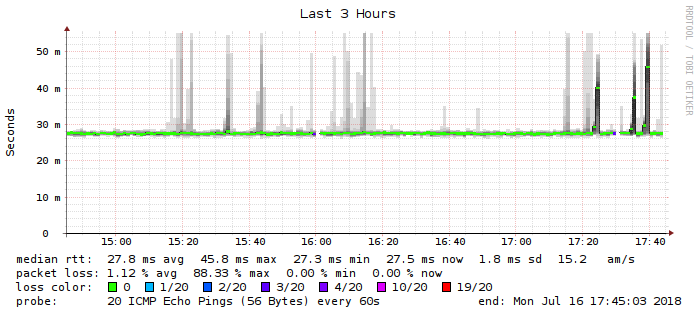 Last 3 Hours
RRDTOOL / TOBI OETIKER
Seconds
50 m
40 m
30 m
20 m
10 m
0
15:00 15:20 15:40 16:00 16:20 16:40 17:00 17:20 17:40
median rtt: 27.8 ms avg 45.8 ms max 27.3 ms min 27.5 ms now 1.8 ms sd 15.2 am/s
packet loss: 1.12 % avg 88.33 % max 0.00 % min 0.00 % now
loss color: 0 1/20 2/20 3/20 4/20 10/20 19/20
probe: 20 ICMP Echo Pings (56 Bytes) every 60s end: Mon Jul 16 17:45:03 2018